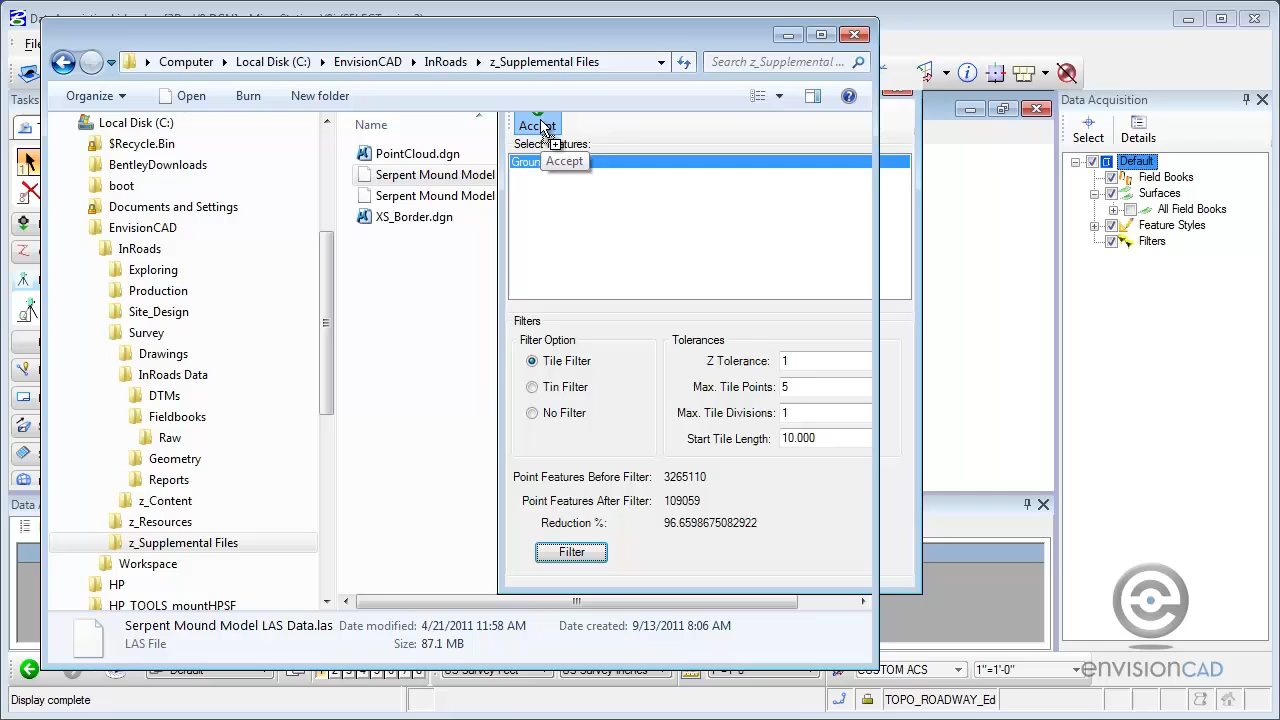 Computer
Local Disk (C:)
EnvisionCAD
InRoads
z_Supplemental Files
Search z_Supplemental ...
Organize
Open
Burn
New folder
Tasks
Data Acquisition
Select
Details
Default
Field Books
Surfaces
All Field Books
Feature Styles
Filters
Local Disk (C:)
$Recycle.Bin
BentleyDownloads
boot
Documents and Settings
EnvisionCAD
InRoads
Exploring
Production
Site_Design
Survey
Drawings
InRoads Data
DTMs
Fieldbooks
Raw
Geometry
Reports
z_Content
z_Resources
z_Supplemental Files
Workspace
HP
HP_TOOLS_mountHPSF
Name
PointCloud.dgn
Serpent Mound Model
Serpent Mound Model
XS_Border.dgn
Accept
Accept
Filters
Filter Option
Tile Filter
Tin Filter
No Filter
Tolerances
Z Tolerance: 1
Max. Tile Points: 5
Max. Tile Divisions: 1
Start Tile Length: 10.000
Point Features Before Filter: 3265110
Point Features After Filter: 109059
Reduction %: 96.6598675082922
Filter
Serpent Mound Model LAS Data.las
Date modified: 4/21/2011 11:58 AM
Date created: 9/13/2011 8:06 AM
LAS File
Size: 87.1 MB
1"=1'-0"
envisionCAD
Display complete
TOPO_ROADWAY_Ed